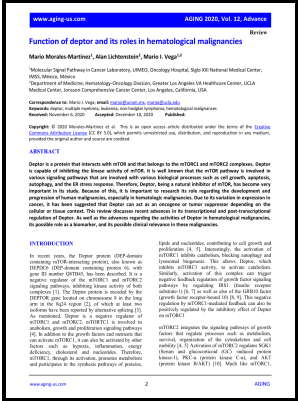 www.aging-us.com AGING 2020, Vol. 12, Advance
Review
Function of deptor and its roles in hematological malignancies
Mario Morales-Martinez¹, Alan Lichtenstein², Mario I. Vega¹,²
¹Molecular Signal Pathway in Cancer Laboratory, UIMEO, Oncology Hospital, Siglo XXI National Medical Center,
IMSS, México, México
²Department of Medicine, Hematology-Oncology Division, Greater Los Angeles VA Healthcare Center, UCLA
Medical Center, Jonsson Comprehensive Cancer Center, Los Angeles, USA
Correspondence to: Mario I. Vega; email:
Keywords: deptor, multiple myeloma, leukemia, non-hodgkin lymphoma, hematological malignances
Received: November 6, 2020 Accepted: December 10, 2020 Published:
Copyright: © 2020 Morales-Martinez et al. This is an open access article distributed under the terms of the Creative
Commons Attribution License (CC BY 3.0), which permits unrestricted use, distribution, and reproduction in any medium,
provided the original author and source are credited.
ABSTRACT
Deptor is a protein that interacts with mTOR and that belongs to the mTORC1 and mTORC2 complexes. Deptor
is capable of inhibiting the kinase activity of mTOR. It is well known that the mTOR pathway is involved in
various signaling pathways that are involved with various biological processes such as cell growth, apoptosis,
autophagy, and the ER stress response. Therefore, Deptor, being a natural inhibitor of mTOR, has become very
important in its study. Because of this, it is important to research its role regarding the development and
progression of human malignancies, especially in hematologic malignancies. Due to its variation in expression in
cancer, it has been suggested that Deptor can act as an oncogene or tumor suppressor depending on the
cellular or tissue context. This review discusses recent advances in its transcriptional and post-transcriptional
regulation of Deptor. As well as the advances regarding the activities of Deptor in hematological malignancies,
its possible role as a biomarker, and its possible clinical relevance in these malignancies.
INTRODUCTION
In recent years, the Deptor protein (DEP-domain
containing mTOR-interacting protein), also known as
DEPDC6 (DEP-domain containing protein 6), with
gene ID number Q8TB45, has been described. It is a
negative regulator of the mTORC1 and mTORC2
signaling pathways, inhibiting kinase activity of both
complexes [1]. The Deptor protein is encoded by the
DEPTOR gene located on chromosome 8 in the long
arm in the 8q24 region [2], of which at least two
isoforms have been reported by alternative splicing [3].
As mentioned, Deptor is a negative regulator of
mTORC1 and mTORC2. mTORTC1 is involved to
anabolism, growth and proliferation signaling pathways
[4]. In addition to the growth factors and nutrients that
can activate mTORC1, it can also be activated by other
factors such as hypoxia, inflammation, energy
deficiency, cholesterol and nucleotides. Therefore,
mTORC1, through its activation, promotes metabolism
and participates in the synthesis pathways of proteins,
lipids and nucleotides, contributing to cell growth and
proliferation [4, 5]. Interestingly, the activation of
mTORC1 inhibits catabolism, blocking autophagy and
lysosomal biogenesis. This allows Deptor, which
inhibits mTORC1 activity, to activate catabolism.
Similarly, activation of this complex can trigger
negative feedback regulation of growth factor signaling
pathways by regulating IRS1 (Insulin receptor
substrate-1) [6, 7] as well as also of the GRB10 factor
(growth factor receptor-bound 10) [8, 9]. This negative
regulation by mTORC1-mediated feedback can also be
positively regulated by the inhibitory effect of Deptor
on mTORC1
mTORC2 integrates the signaling pathways of growth
factors that regulate processes such as metabolism,
survival, organization of the cytoskeleton and cell
mobility [4, 5] Activation of mTORC2 regulates SGK1
(Serum and glucocorticoid (GC) induced protein
kinase-1), PKC-α (protein kinase C-α), and AKT
(protein kinase B/AKT) [10]. Much like mTORC1,
www.aging-us.com 2 AGING